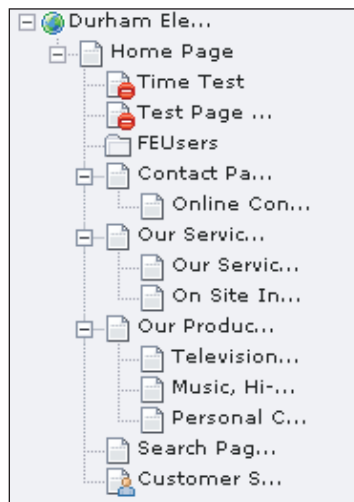 Durham Ele...
Home Page
Time Test
Test Page ...
FEUsers
Contact Pa...
Online Con...
Our Servic...
Our Servic...
On Site In...
Our Produc...
Television...
Music, Hi-...
Personal C...
Search Pag...
Customer S...